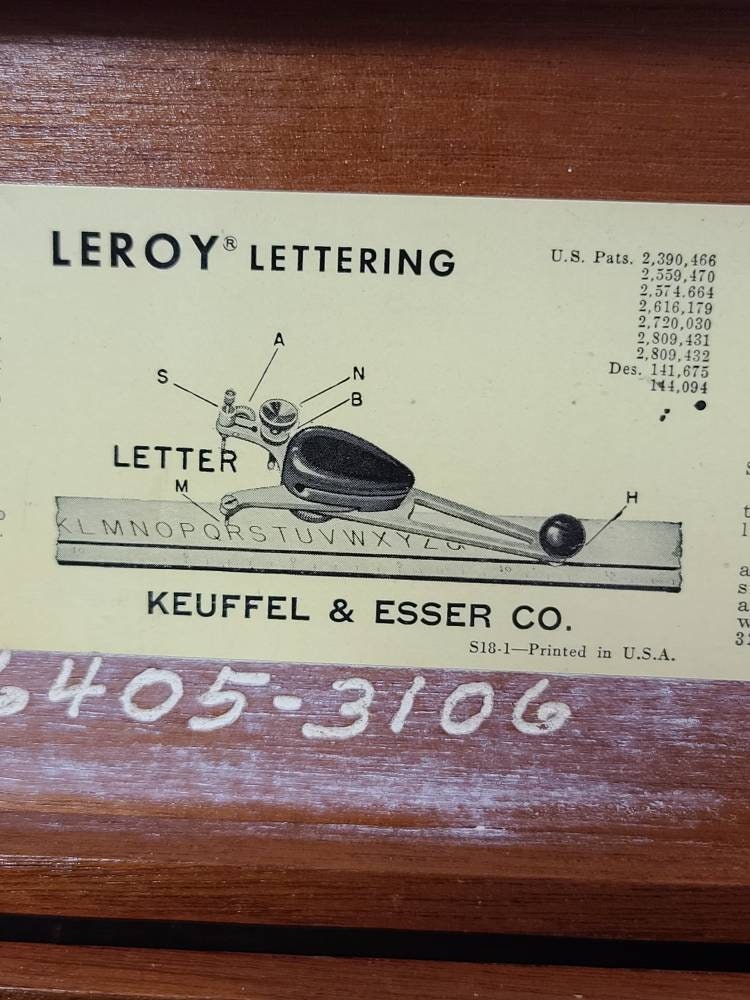 LEROY® LETTERING
U.S. Pats. 2,390,466
2,559,470
2,574.664
2,616,179
2,720,030
2,809,431
2,809,432
Des. 141,675
144,094
A
S
N
B
LETTER
M
H
KLMNOPQRSTUVWXYZ&
KEUFFEL & ESSER CO.
S18-1—Printed in U.S.A.
6405-3106